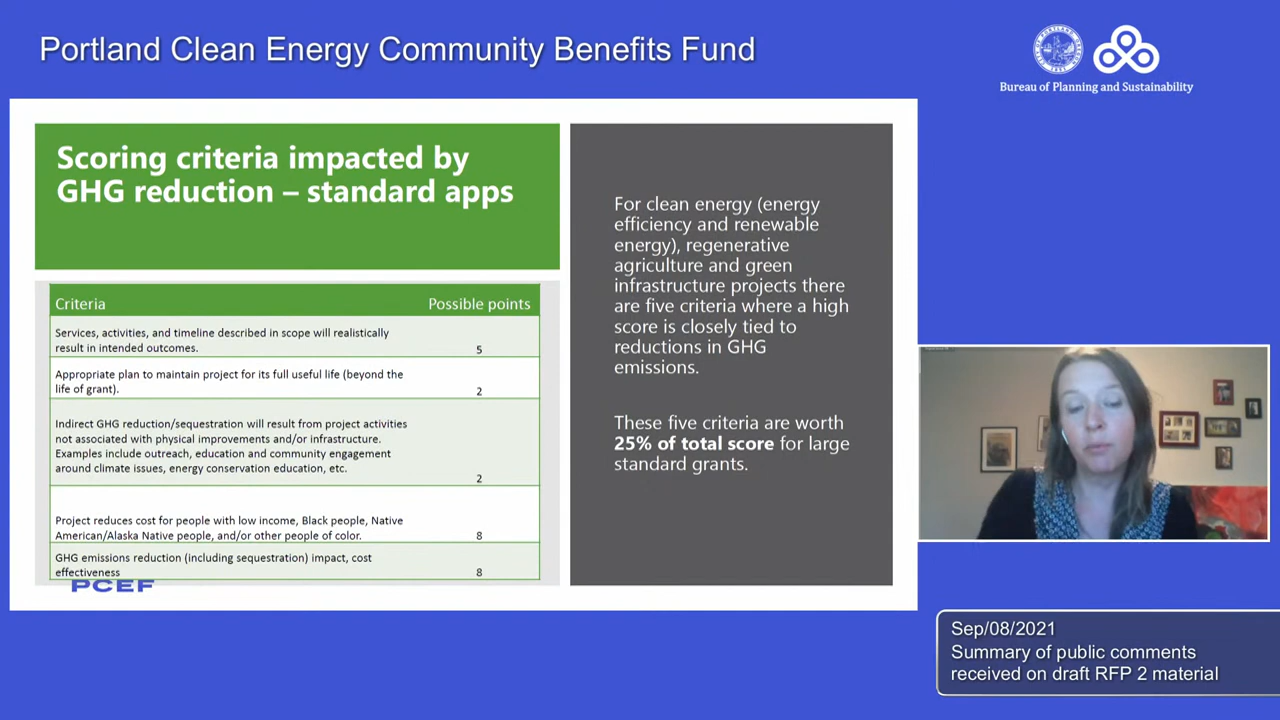 Portland Clean Energy Community Benefits Fund
Bureau of Planning and Sustainability
Scoring criteria impacted by
GHG reduction – standard apps
Criteria Possible points
Services, activities, and timeline described in scope will realistically
result in intended outcomes. 5
Appropriate plan to maintain project for its full useful life (beyond the
life of grant). 2
Indirect GHG reduction/sequestration will result from project activities
not associated with physical improvements and/or infrastructure.
Examples include outreach, education and community engagement
around climate issues, energy conservation education, etc. 2
Project reduces cost for people with low income, Black people, Native
American/Alaska Native people, and/or other people of color. 8
GHG emissions reduction (including sequestration) impact, cost
effectiveness 8
PCEF
For clean energy (energy
efficiency and renewable
energy), regenerative
agriculture and green
infrastructure projects there
are five criteria where a high
score is closely tied to
reductions in GHG
emissions.
These five criteria are worth
25% of total score for large
standard grants.
Sep/08/2021
Summary of public comments
received on draft RFP 2 material